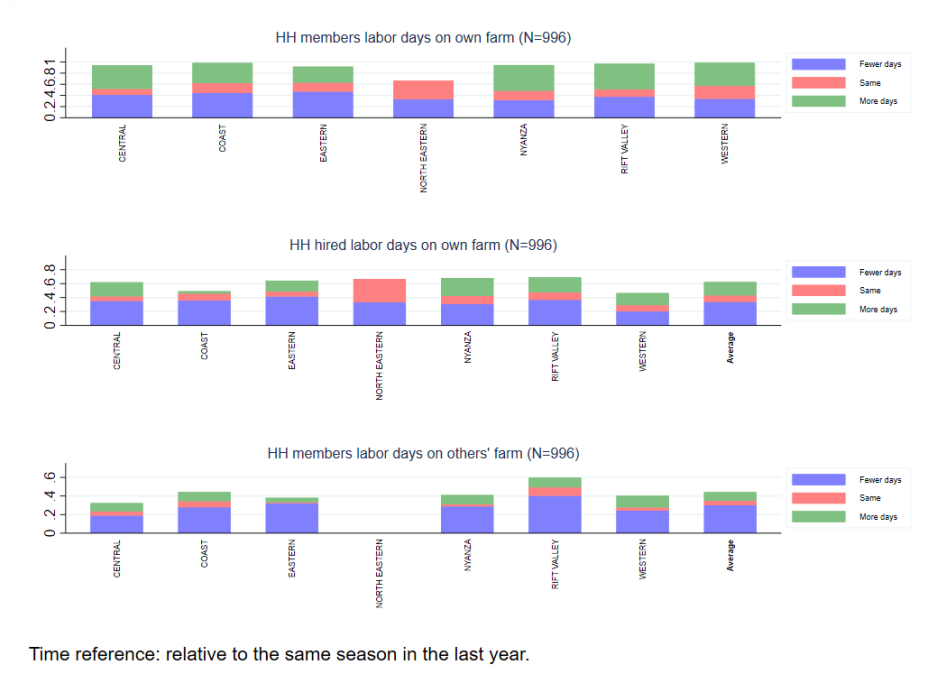 HH members labor days on own farm (N=996)
0 .2 .4 .6 .8 1
CENTRAL
COAST
EASTERN
NORTH EASTERN
NYANZA
RIFT VALLEY
WESTERN
Fewer days
Same
More days
HH hired labor days on own farm (N=996)
0 .2 .4 .6 .8
CENTRAL
COAST
EASTERN
NORTH EASTERN
NYANZA
RIFT VALLEY
WESTERN
Average
Fewer days
Same
More days
HH members labor days on others' farm (N=996)
0 .2 .4 .6
CENTRAL
COAST
EASTERN
NORTH EASTERN
NYANZA
RIFT VALLEY
WESTERN
Average
Fewer days
Same
More days
Time reference: relative to the same season in the last year.